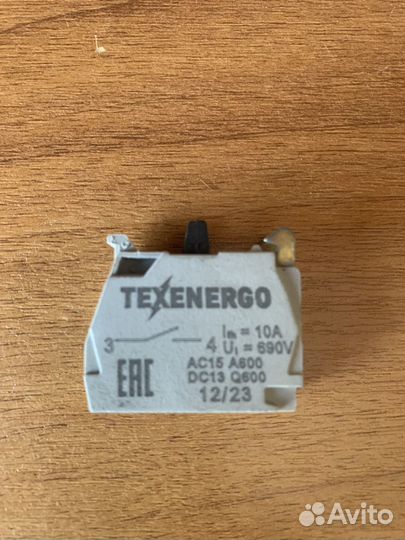 TEXENERGO
3 4 Ith = 10A
Ui = 690V
AC15 A600
DC13 Q600
EAC 12/23
Avito